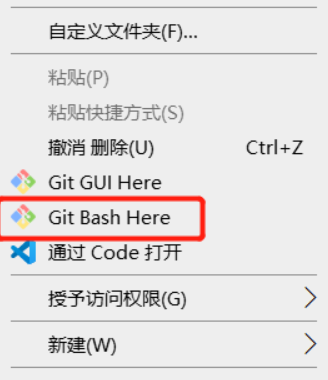 自定义文件夹(F)...
粘贴(P)
粘贴快捷方式(S)
撤消 删除(U) Ctrl+Z
Git GUI Here
Git Bash Here
通过 Code 打开
授予访问权限(G)
新建(W)